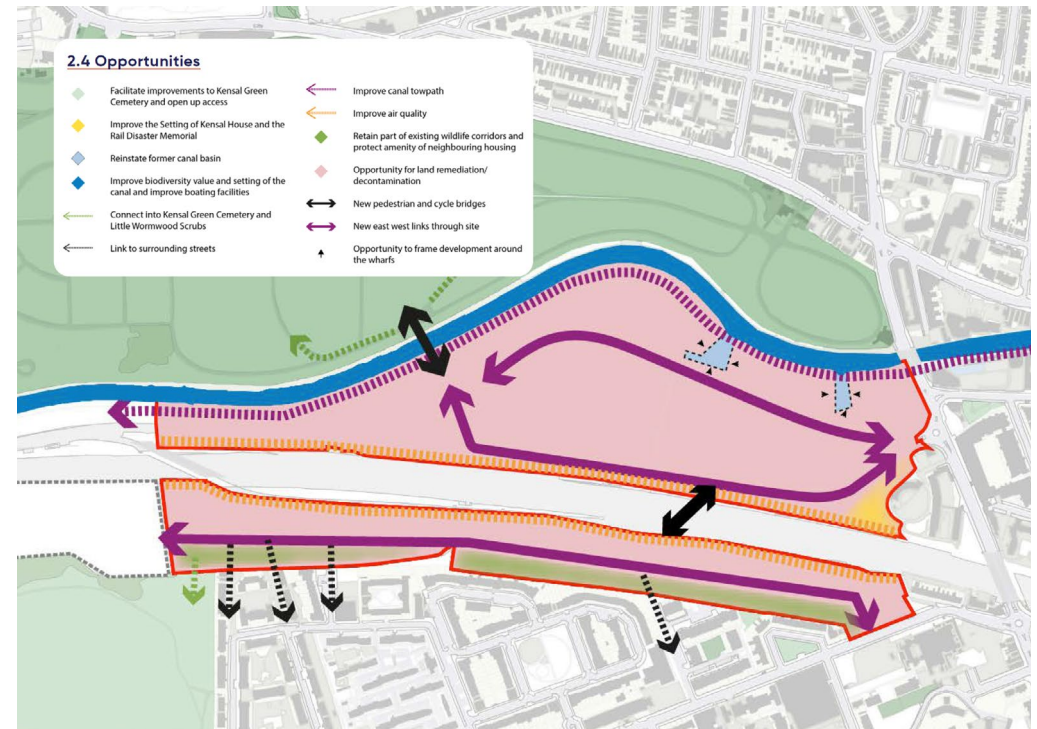 2.4 Opportunities
Facilitate improvements to Kensal Green
Cemetery and open up access
Improve the Setting of Kensal House and the
Rail Disaster Memorial
Reinstate former canal basin
Improve biodiversity value and setting of the
canal and improve boating facilities
Connect into Kensal Green Cemetery and
Little Wormwood Scrubs
Link to surrounding streets
Improve canal towpath
Improve air quality
Retain part of existing wildlife corridors and
protect amenity of neighbouring housing
Opportunity for land remediation/
decontamination
New pedestrian and cycle bridges
New east west links through site
Opportunity to frame development around
the wharfs